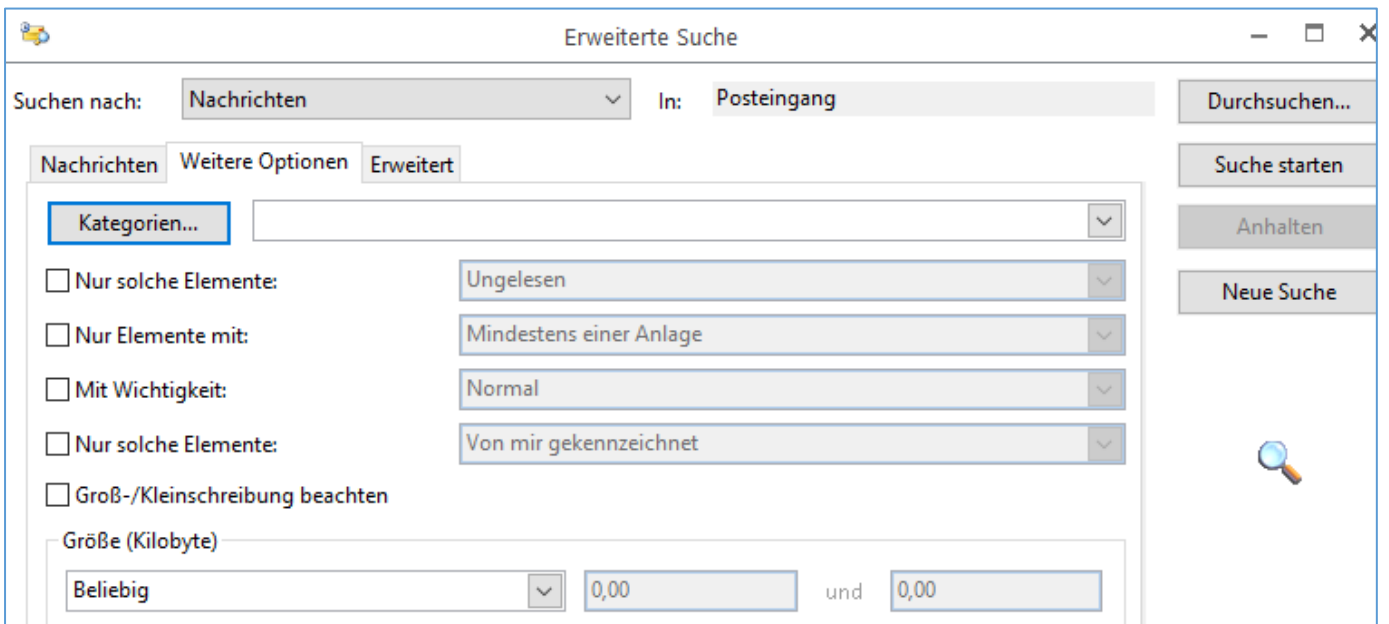 Erweiterte Suche
Suchen nach: Nachrichten In: Posteingang Durchsuchen...
Nachrichten Weitere Optionen Erweitert Suche starten
Kategorien... Anhalten
Nur solche Elemente: Ungelesen Neue Suche
Nur Elemente mit: Mindestens einer Anlage
Mit Wichtigkeit: Normal
Nur solche Elemente: Von mir gekennzeichnet
Groß-/Kleinschreibung beachten
Größe (Kilobyte)
Beliebig 0,00 und 0,00